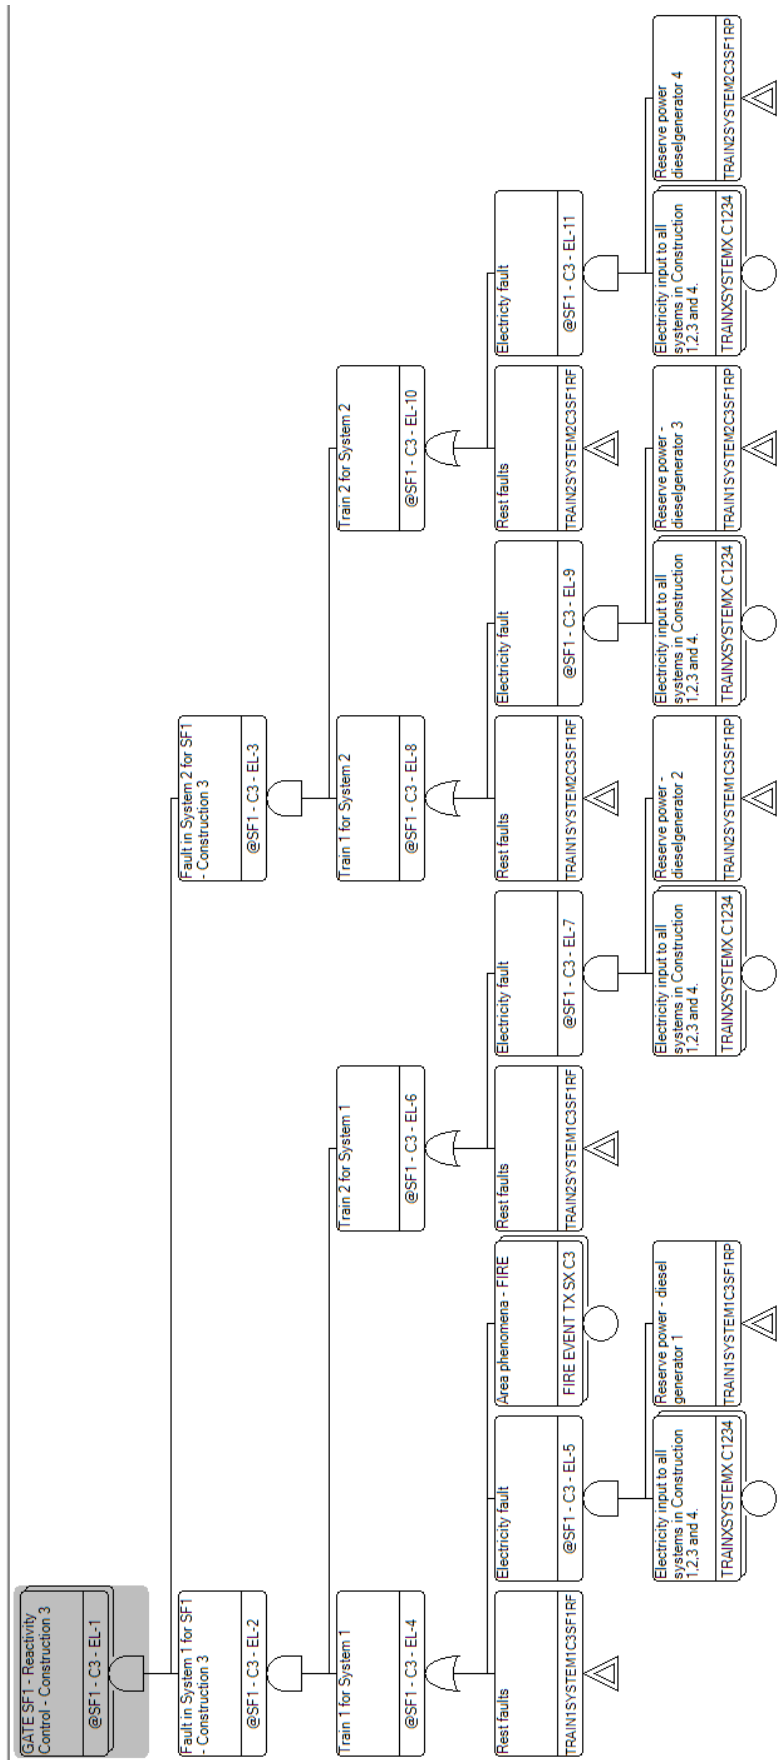 GATE SF1 - Reactivity
Control - Construction 3
@SF1 - C3 - EL-1
Fault in System 1 for SF1
- Construction 3
@SF1 - C3 - EL-2
Fault in System 2 for SF1
- Construction 3
@SF1 - C3 - EL-3
Train 1 for System 1
@SF1 - C3 - EL-4
Train 2 for System 1
@SF1 - C3 - EL-6
Train 1 for System 2
@SF1 - C3 - EL-8
Train 2 for System 2
@SF1 - C3 - EL-10
Rest faults
TRAIN1SYSTEM1C3SF1RF
Electricity fault
@SF1 - C3 - EL-5
Area phenomena - FIRE
FIRE EVENT TX SX C3
Rest faults
TRAIN2SYSTEM1C3SF1RF
Electricity fault
@SF1 - C3 - EL-7
Rest faults
TRAIN1SYSTEM2C3SF1RF
Electricity fault
@SF1 - C3 - EL-9
Rest faults
TRAIN2SYSTEM2C3SF1RF
Electricty fault
@SF1 - C3 - EL-11
Electricity input to all
systems in Construction
1,2,3 and 4.
TRAINXSYSTEMX C1234
Reserve power - diesel
generator 1
TRAIN1SYSTEM1C3SF1RP
Electricity input to all
systems in Construction
1,2,3 and 4.
TRAINXSYSTEMX C1234
Reserve power -
dieselgenerator 2
TRAIN2SYSTEM1C3SF1RP
Electricity input to all
systems in Construction
1,2,3 and 4.
TRAINXSYSTEMX C1234
Reserve power -
dieselgenerator 3
TRAIN1SYSTEM2C3SF1RP
Electricity input to all
systems in Construction
1,2,3 and 4.
TRAINXSYSTEMX C1234
Reserve power
dieselgenerator 4
TRAIN2SYSTEM2C3SF1RP